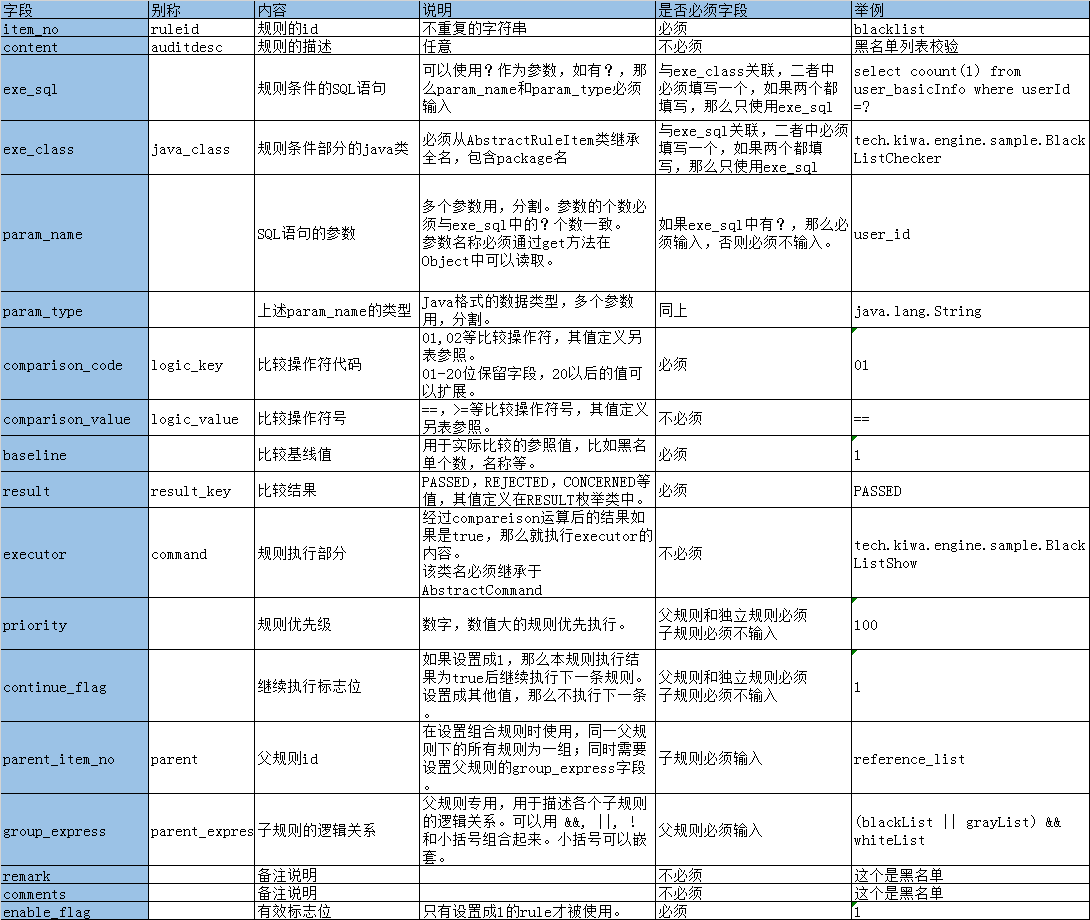 字段 别称 内容 说明 是否必须字段 举例
item_no ruleid 规则的id 不重复的字符串 必须 blacklist
content auditdesc 规则的描述 任意 不必须 黑名单列表校验
exe_sql
规则条件的SQL语句
可以使用?作为参数，如有?，那
么param_name和param_type必须
输入
与exe_class关联，二者中
必须填写一个，如果两个都
填写，那么只使用exe_sql
select coount(1) from
user_basicInfo where userId
=?
exe_class
java_class
规则条件部分的java类
必须从AbstractRuleItem类继承
全名，包含package名
与exe_sql关联，二者中必须
填写一个，如果两个都填
写，那么只使用exe_sql
tech.kiwa.engine.sample.Black
ListChecker
param_name
SQL语句的参数
多个参数用，分割。参数的个数必
须与exe_sql中的？个数一致。
参数名称必须通过get方法在
Object中可以读取。
如果exe_sql中有？，那么必
须输入，否则必须不输入。
user_id
param_type
上述param_name的类型
Java格式的数据类型，多个参数
用，分割。
同上
java.lang.String
comparison_code
logic_key
比较操作符代码
01,02等比较操作符，其值定义另
表参照。
01-20位保留字段，20以后的值可
以扩展。
必须
01
comparison_value
logic_value
比较操作符号
==，>=等比较操作符号，其值定义
另表参照。
不必须
==
baseline
比较基线值
用于实际比较的参照值，比如黑名
单个数，名称等。
必须
1
result
result_key
比较结果
PASSED，REJECTED，CONCERNED等
值，其值定义在RESULT枚举类中。
必须
PASSED
executor
command
规则执行部分
经过compareison运算后的结果如
果是true，那么就执行executor的
内容。
该类名必须继承于
AbstractCommand
不必须
tech.kiwa.engine.sample.Black
ListShow
priority
规则优先级
数字，数值大的规则优先执行。
父规则和独立规则必须
子规则必须不输入
100
continue_flag
继续执行标志位
如果设置成1，那么本规则执行结
果为true后继续执行下一条规则。
设置成其他值，那么不执行下一条
。
父规则和独立规则必须
子规则必须不输入
1
parent_item_no
parent
父规则id
在设置组合规则时使用，同一父规
则下的所有规则为一组；同时需要
设置父规则的group_express字段
。
子规则必须输入
reference_list
group_express
parent_expres
子规则的逻辑关系
父规则专用，用于描述各个子规则
的逻辑关系。可以用 &&, ||, !
和小括号组合起来。小括号可以嵌
套。
父规则必须输入
(blackList || grayList) &&
whiteList
remark 备注说明 不必须 这个是黑名单
comments 备注说明 不必须 这个是黑名单
enable_flag 有效标志位 只有设置成1的rule才被使用。 必须 1